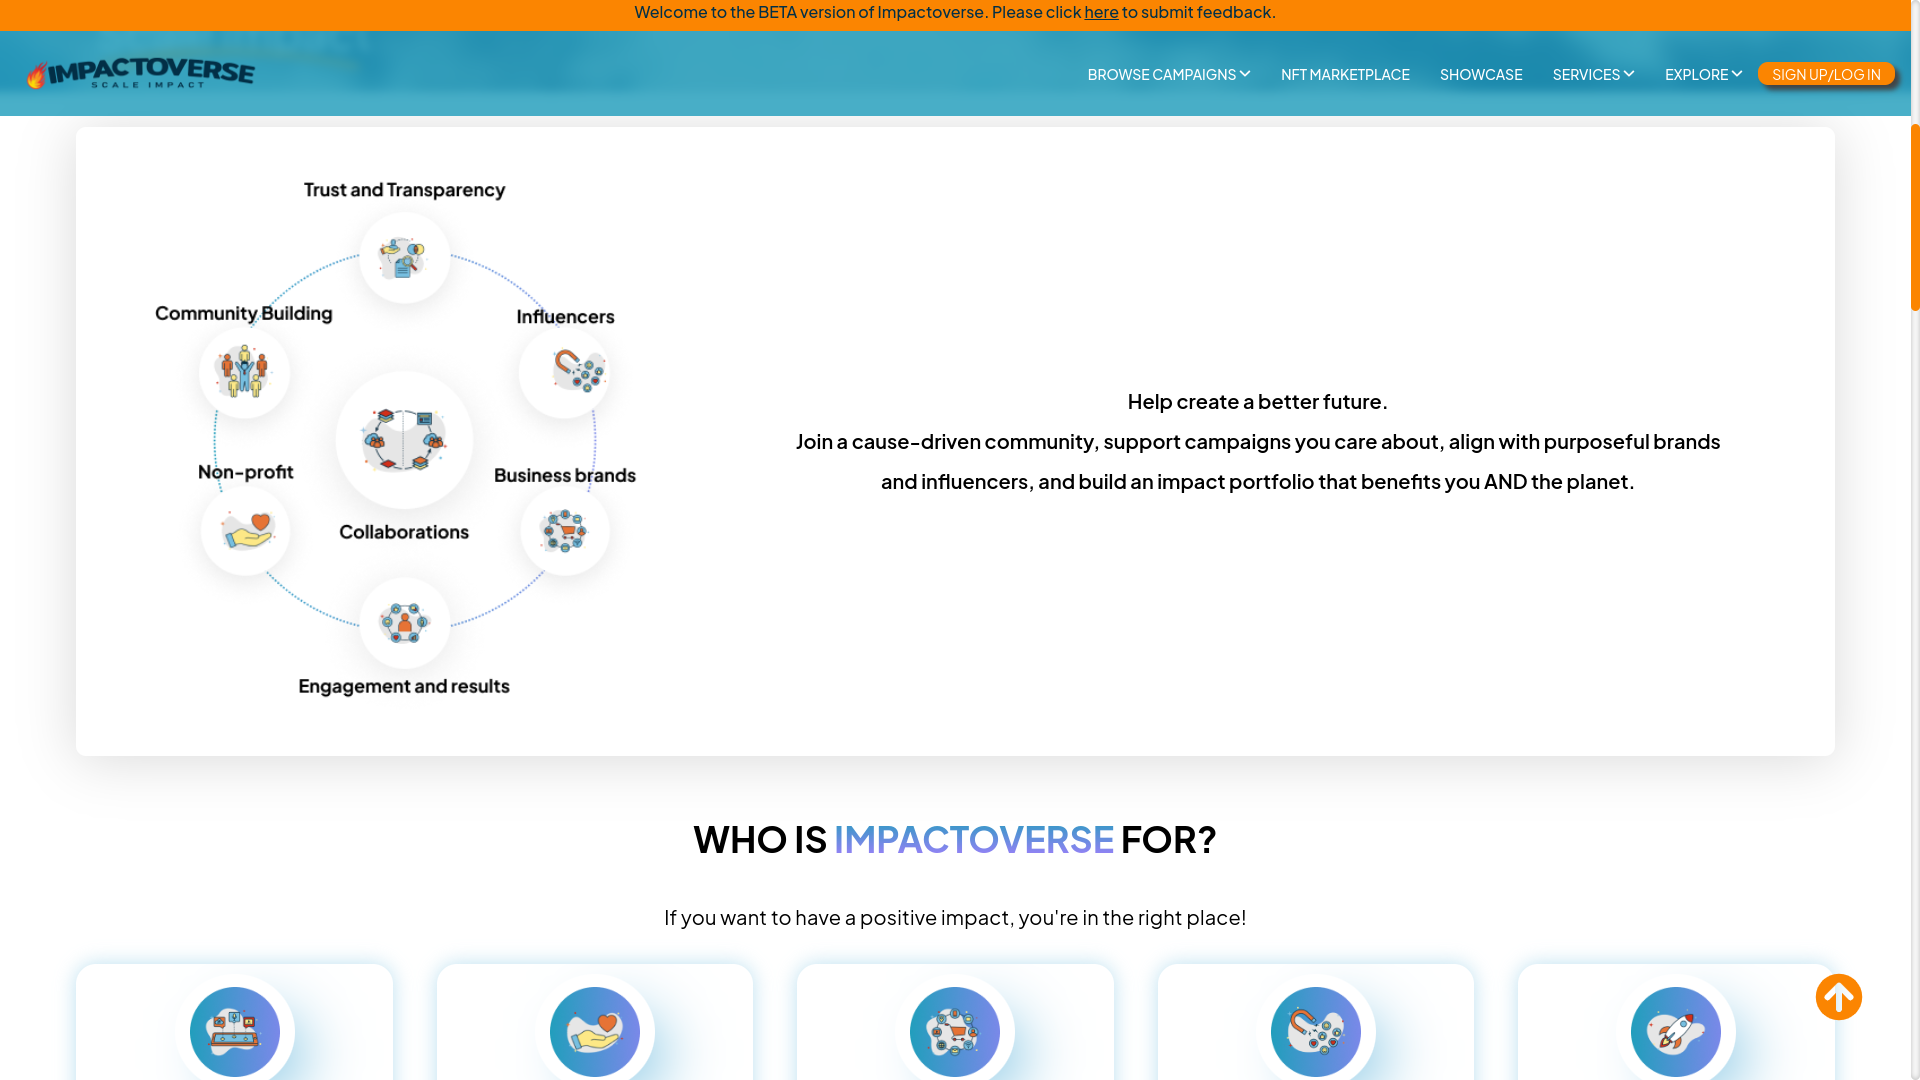 Welcome to the BETA version of Impactoverse. Please click here to submit feedback.
IMPACTOVERSE
SCALE IMPACT
BROWSE CAMPAIGNS
NFT MARKETPLACE
SHOWCASE
SERVICES
EXPLORE
SIGN UP/LOG IN
Trust and Transparency
Community Building
Influencers
Non-profit
Business brands
Collaborations
Engagement and results
Help create a better future.
Join a cause-driven community, support campaigns you care about, align with purposeful brands
and influencers, and build an impact portfolio that benefits you AND the planet.
WHO IS IMPACTOVERSE FOR?
If you want to have a positive impact, you're in the right place!